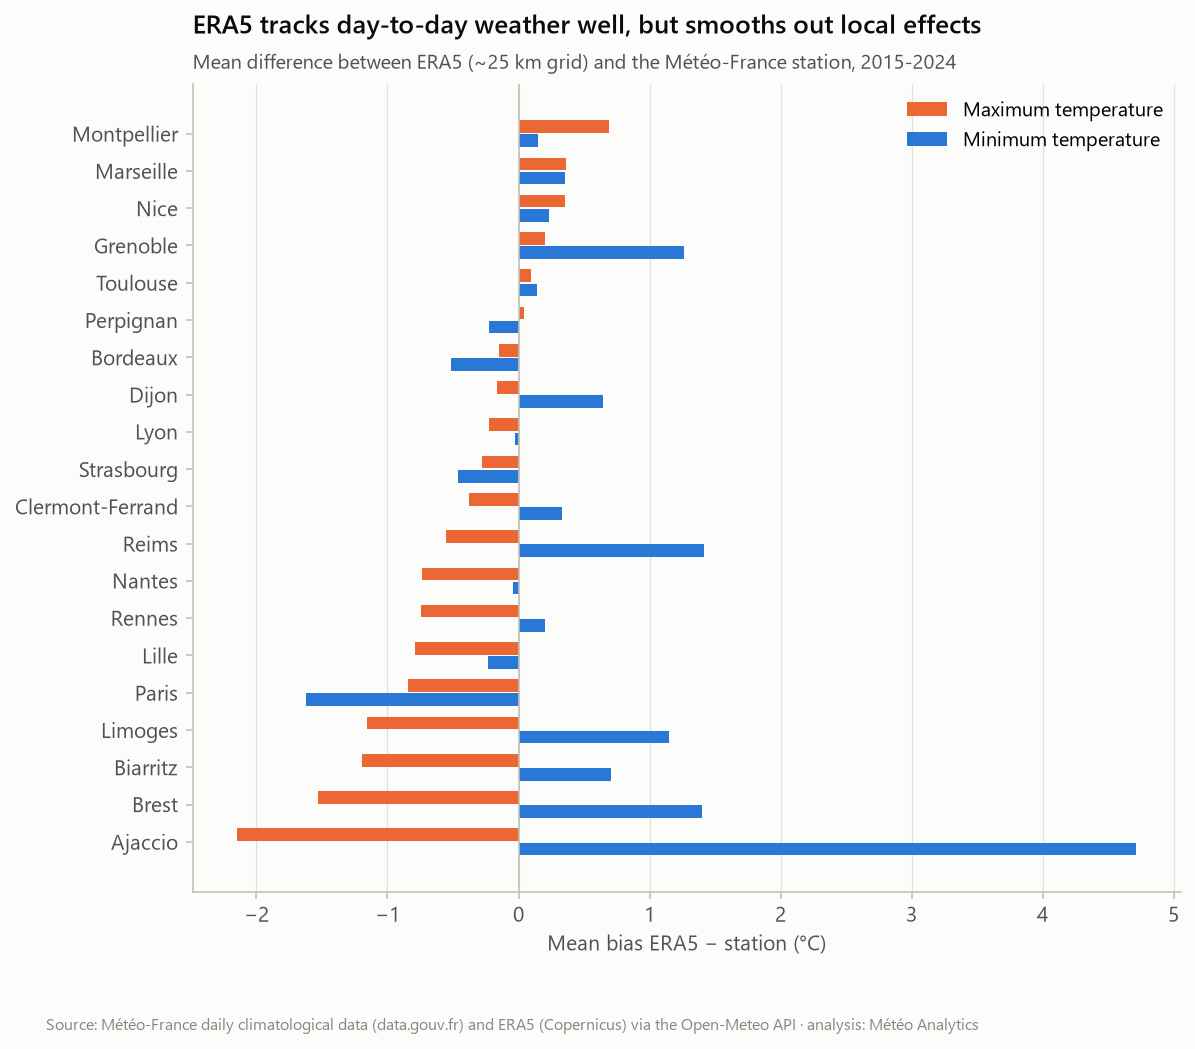 ERA5 tracks day-to-day weather well, but smooths out local effects
Mean difference between ERA5 (~25 km grid) and the Météo-France station, 2015-2024
Maximum temperature
Minimum temperature
Montpellier
Marseille
Nice
Grenoble
Toulouse
Perpignan
Bordeaux
Dijon
Lyon
Strasbourg
Clermont-Ferrand
Reims
Nantes
Rennes
Lille
Paris
Limoges
Biarritz
Brest
Ajaccio
−2 −1 0 1 2 3 4 5
Mean bias ERA5 − station (°C)
Source: Météo-France daily climatological data (data.gouv.fr) and ERA5 (Copernicus) via the Open-Meteo API · analysis: Météo Analytics